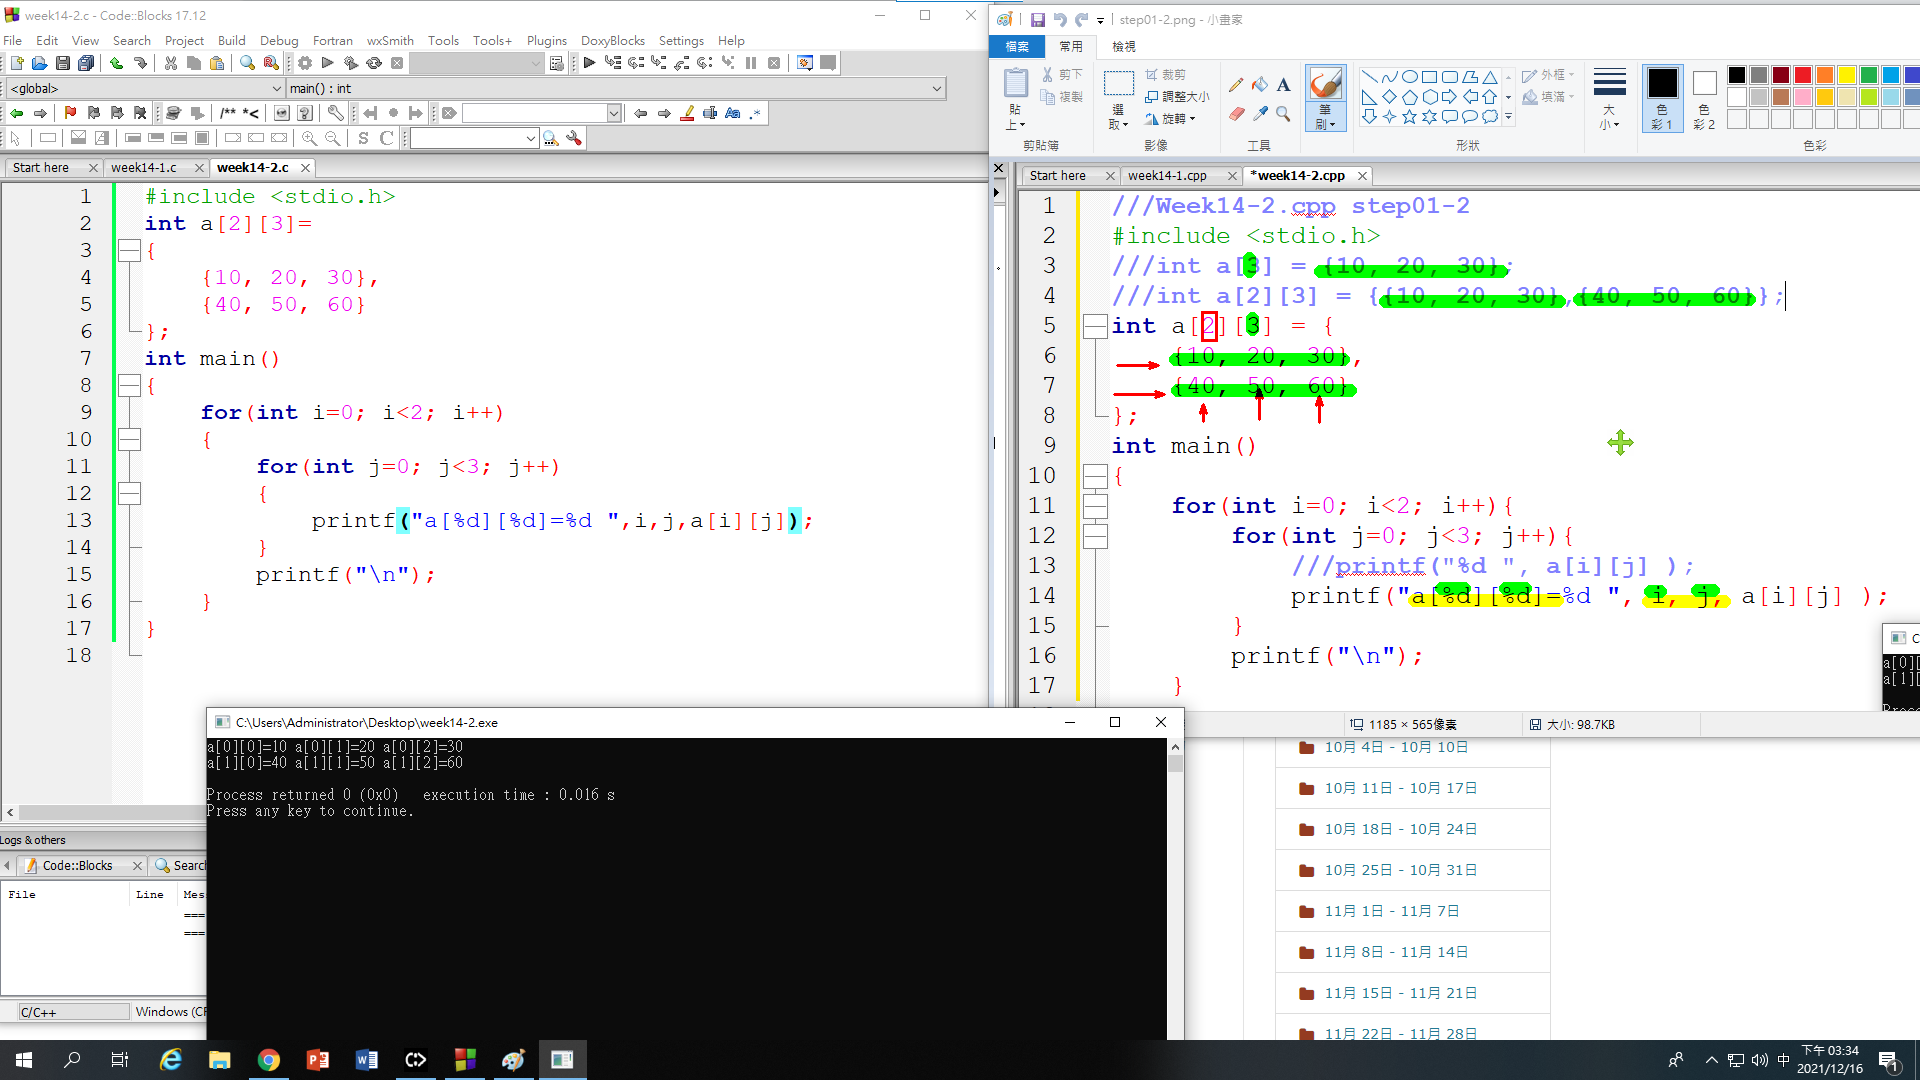 week14-2.c - Code::Blocks 17.12
File Edit View Search Project Build Debug Fortran wxSmith Tools Tools+ Plugins DoxyBlocks Settings Help
<global>
main() : int
/** *<
Aa .*
S C
Start here
week14-1.c
week14-2.c
1 #include <stdio.h>
2 int a[2][3]=
3 {
4 {10, 20, 30},
5 {40, 50, 60}
6 };
7 int main()
8 {
9 for(int i=0; i<2; i++)
10 {
11 for(int j=0; j<3; j++)
12 {
13 printf("a[%d][%d]=%d ",i,j,a[i][j]);
14 }
15 printf("\n");
16 }
17 }
18
Logs & others
Code::Blocks
Search
File Line Mes
===
===
C/C++
Windows (CR
C:\Users\Administrator\Desktop\week14-2.exe
a[0][0]=10 a[0][1]=20 a[0][2]=30
a[1][0]=40 a[1][1]=50 a[1][2]=60
Process returned 0 (0x0)   execution time : 0.016 s
Press any key to continue.
step01-2.png - 小畫家
檔案 常用 檢視
貼上
剪下
複製
剪貼簿
選取
裁剪
調整大小
旋轉
影像
A
工具
筆刷
外框
填滿
形狀
大小
色彩 1
色彩 2
色彩
Start here
week14-1.cpp
*week14-2.cpp
1 ///Week14-2.cpp step01-2
2 #include <stdio.h>
3 ///int a[3] = {10, 20, 30};
4 ///int a[2][3] = {{10, 20, 30},{40, 50, 60}};
5 int a[2][3] = {
6 {10, 20, 30},
7 {40, 50, 60}
8 };
9 int main()
10 {
11 for(int i=0; i<2; i++){
12 for(int j=0; j<3; j++){
13 ///printf("%d ", a[i][j] );
14 printf("a[%d][%d]=%d ", i, j, a[i][j] );
15 }
16 printf("\n");
17 }
C
a[0][
a[1][
Proce
1185 × 565像素
大小: 98.7KB
10月 4日 - 10月 10日
10月 11日 - 10月 17日
10月 18日 - 10月 24日
10月 25日 - 10月 31日
11月 1日 - 11月 7日
11月 8日 - 11月 14日
11月 15日 - 11月 21日
11月 22日 - 11月 28日
中
下午 03:34
2021/12/16
1